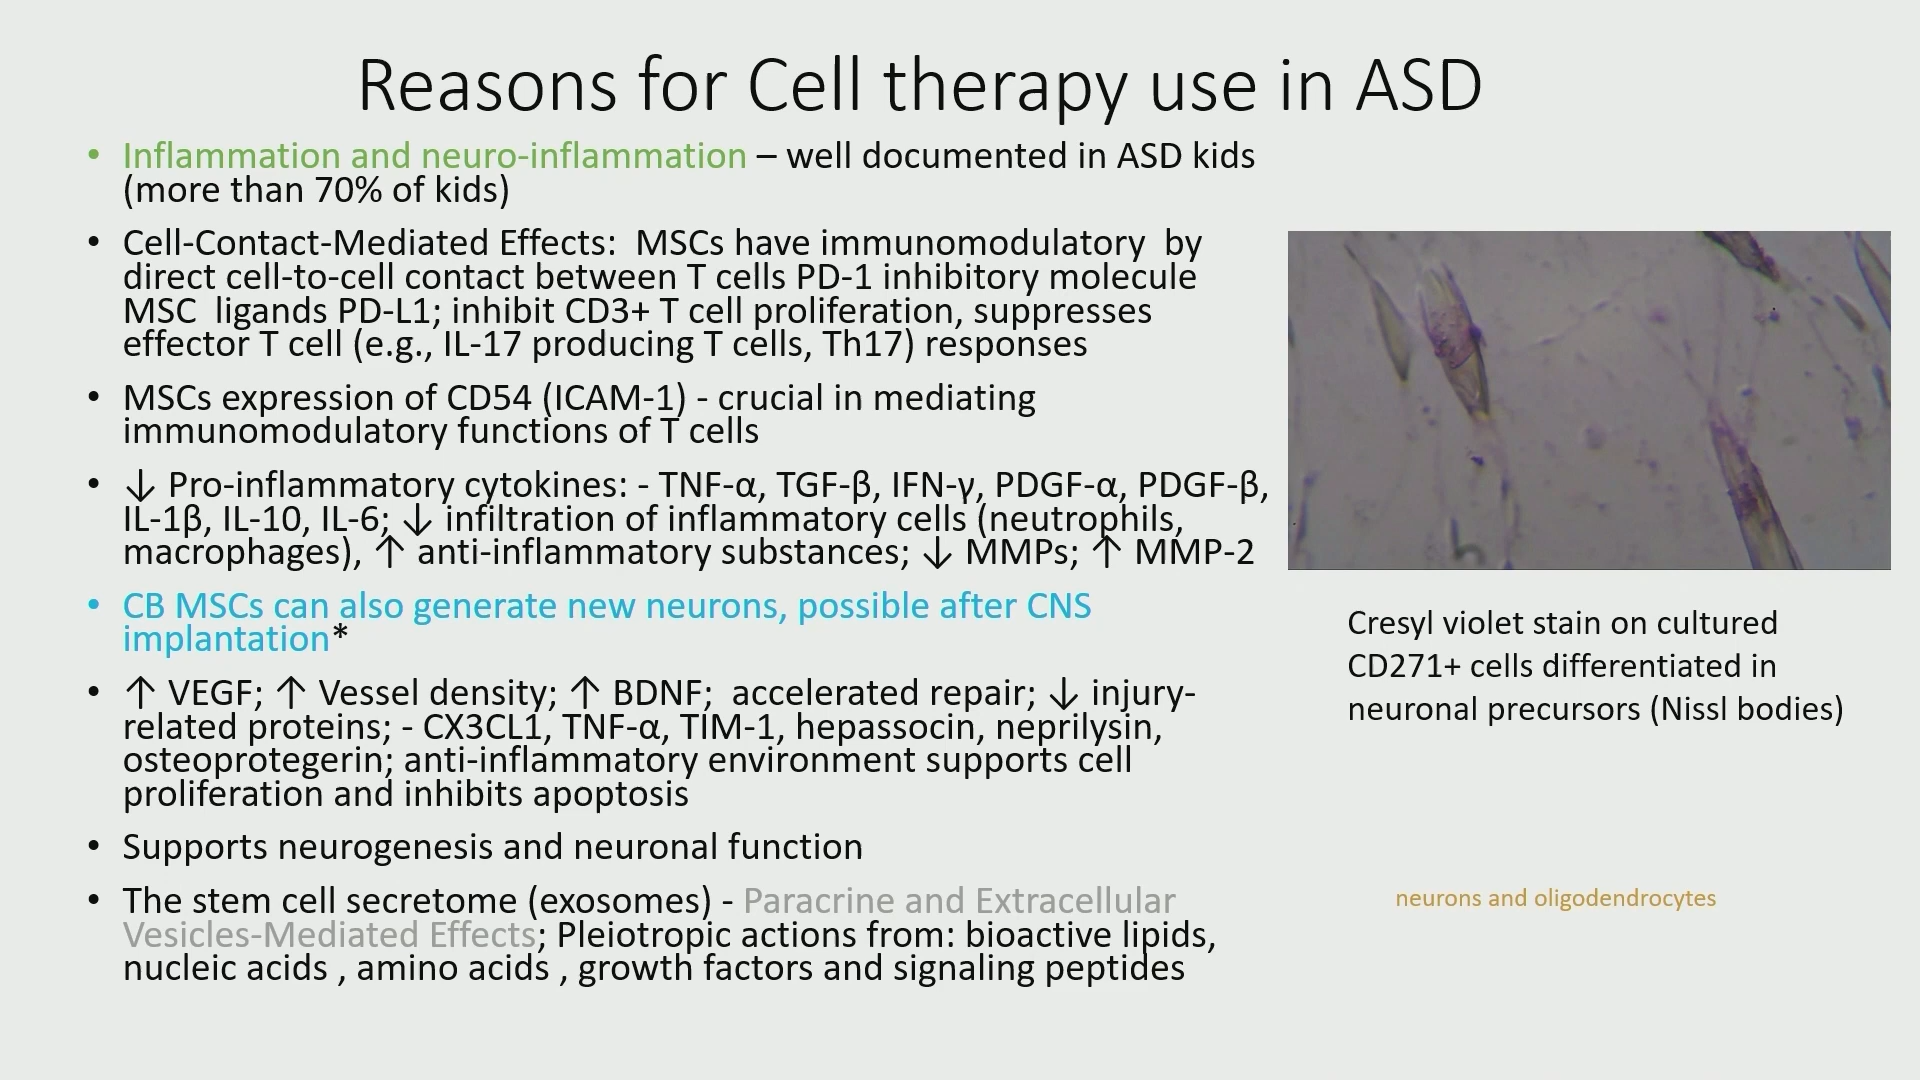 Reasons for Cell therapy use in ASD
• Inflammation and neuro-inflammation – well documented in ASD kids
(more than 70% of kids)
• Cell-Contact-Mediated Effects:  MSCs have immunomodulatory  by
direct cell-to-cell contact between T cells PD-1 inhibitory molecule
MSC  ligands PD-L1; inhibit CD3+ T cell proliferation, suppresses
effector T cell (e.g., IL-17 producing T cells, Th17) responses
• MSCs expression of CD54 (ICAM-1) - crucial in mediating
immunomodulatory functions of T cells
• ↓ Pro-inflammatory cytokines: - TNF-α, TGF-β, IFN-γ, PDGF-α, PDGF-β,
IL-1β, IL-10, IL-6; ↓ infiltration of inflammatory cells (neutrophils,
macrophages), ↑ anti-inflammatory substances; ↓ MMPs; ↑ MMP-2
• CB MSCs can also generate new neurons, possible after CNS
implantation*
• ↑ VEGF; ↑ Vessel density; ↑ BDNF;  accelerated repair; ↓ injury-
related proteins; - CX3CL1, TNF-α, TIM-1, hepassocin, neprilysin,
osteoprotegerin; anti-inflammatory environment supports cell
proliferation and inhibits apoptosis
• Supports neurogenesis and neuronal function
• The stem cell secretome (exosomes) - Paracrine and Extracellular
Vesicles-Mediated Effects; Pleiotropic actions from: bioactive lipids,
nucleic acids , amino acids , growth factors and signaling peptides
Cresyl violet stain on cultured
CD271+ cells differentiated in
neuronal precursors (Nissl bodies)
neurons and oligodendrocytes